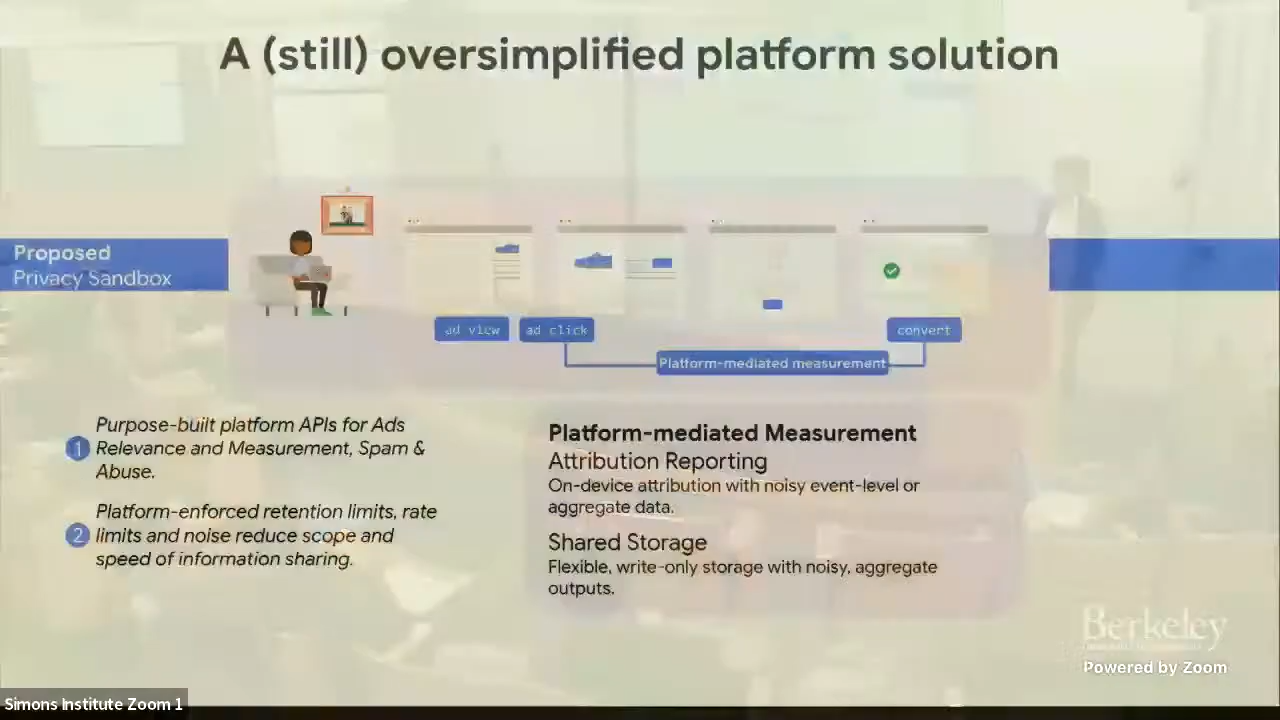 A (still) oversimplified platform solution
Proposed
Privacy Sandbox
ad view
ad click
convert
Platform-mediated measurement
1
Purpose-built platform APIs for Ads
Relevance and Measurement, Spam &
Abuse.
2
Platform-enforced retention limits, rate
limits and noise reduce scope and
speed of information sharing.
Platform-mediated Measurement
Attribution Reporting
On-device attribution with noisy event-level or
aggregate data.
Shared Storage
Flexible, write-only storage with noisy, aggregate
outputs.
Berkeley
Powered by Zoom
Simons Institute Zoom 1